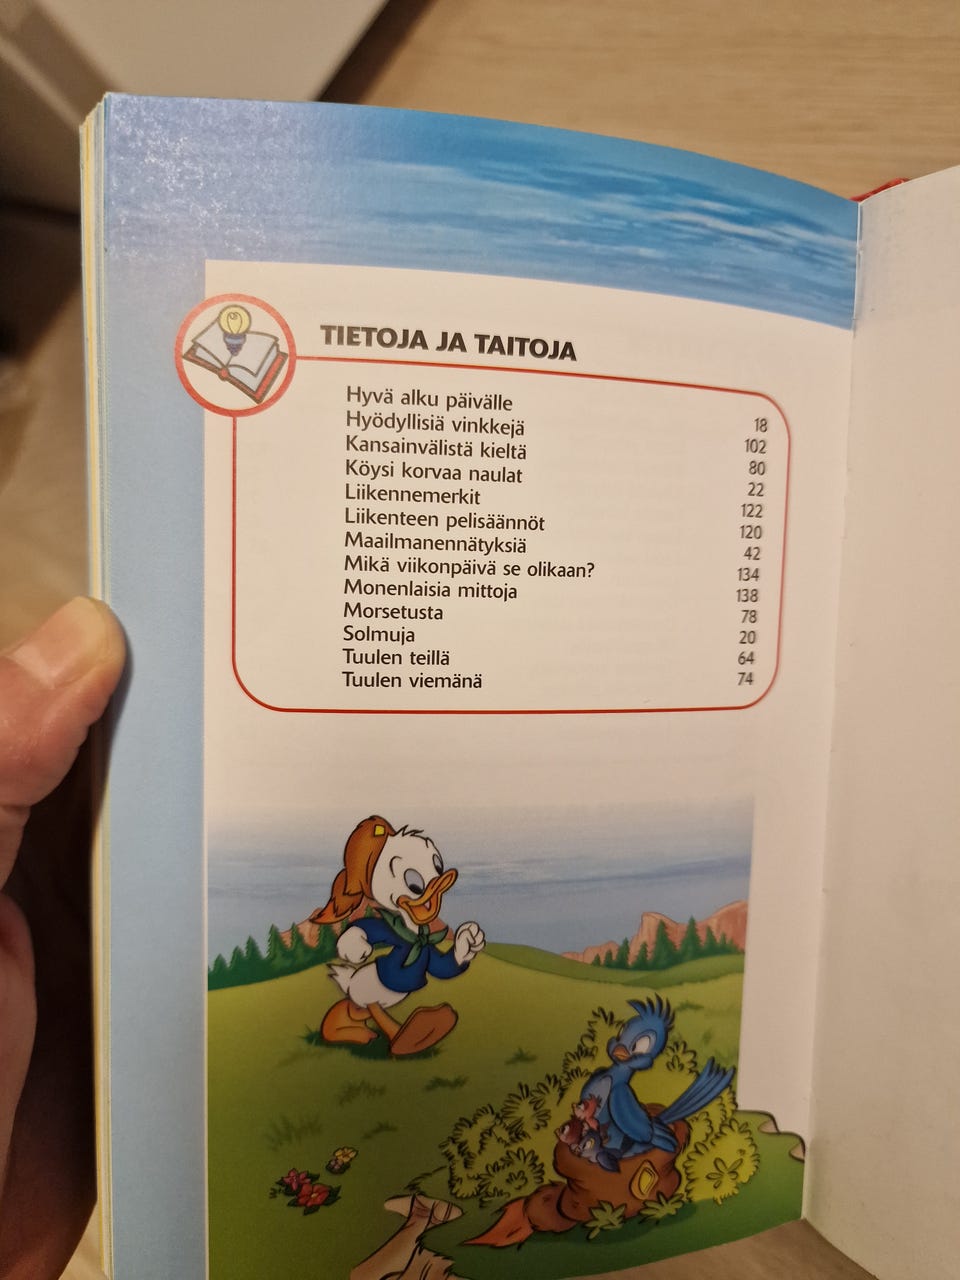 TIETOJA JA TAITOJA
Hyvä alku päivälle 18
Hyödyllisiä vinkkejä 102
Kansainvälistä kieltä 80
Köysi korvaa naulat 22
Liikennemerkit 122
Liikenteen pelisäännöt 120
Maailmanennätyksiä 42
Mikä viikonpäivä se olikaan? 134
Monenlaisia mittoja 138
Morsetusta 78
Solmuja 20
Tuulen teillä 64
Tuulen viemänä 74